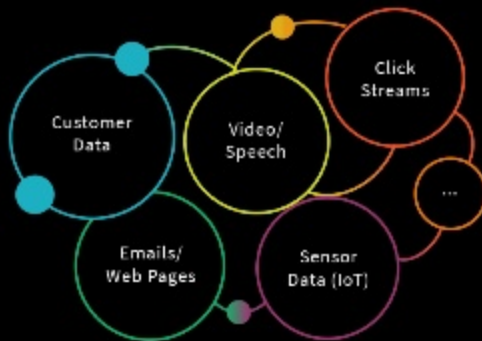 Customer
Data
Video/
Speech
Click
Streams
...
Emails/
Web Pages
Sensor
Data (IoT)